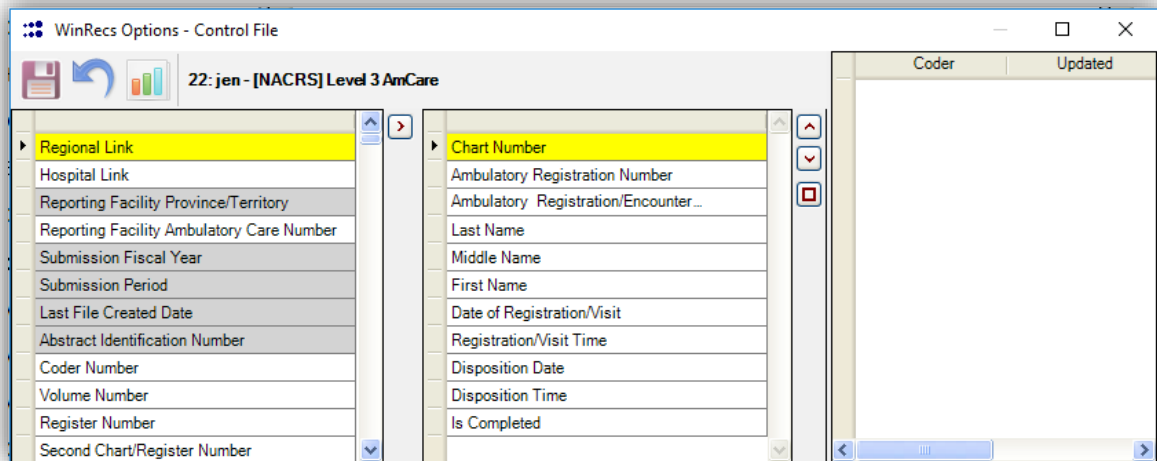 WinRecs Options - Control File
22: jen - [NACRS] Level 3 AmCare
Coder Updated
Regional Link
Hospital Link
Reporting Facility Province/Territory
Reporting Facility Ambulatory Care Number
Submission Fiscal Year
Submission Period
Last File Created Date
Abstract Identification Number
Coder Number
Volume Number
Register Number
Second Chart/Register Number
Chart Number
Ambulatory Registration Number
Ambulatory Registration/Encounter...
Last Name
Middle Name
First Name
Date of Registration/Visit
Registration/Visit Time
Disposition Date
Disposition Time
Is Completed